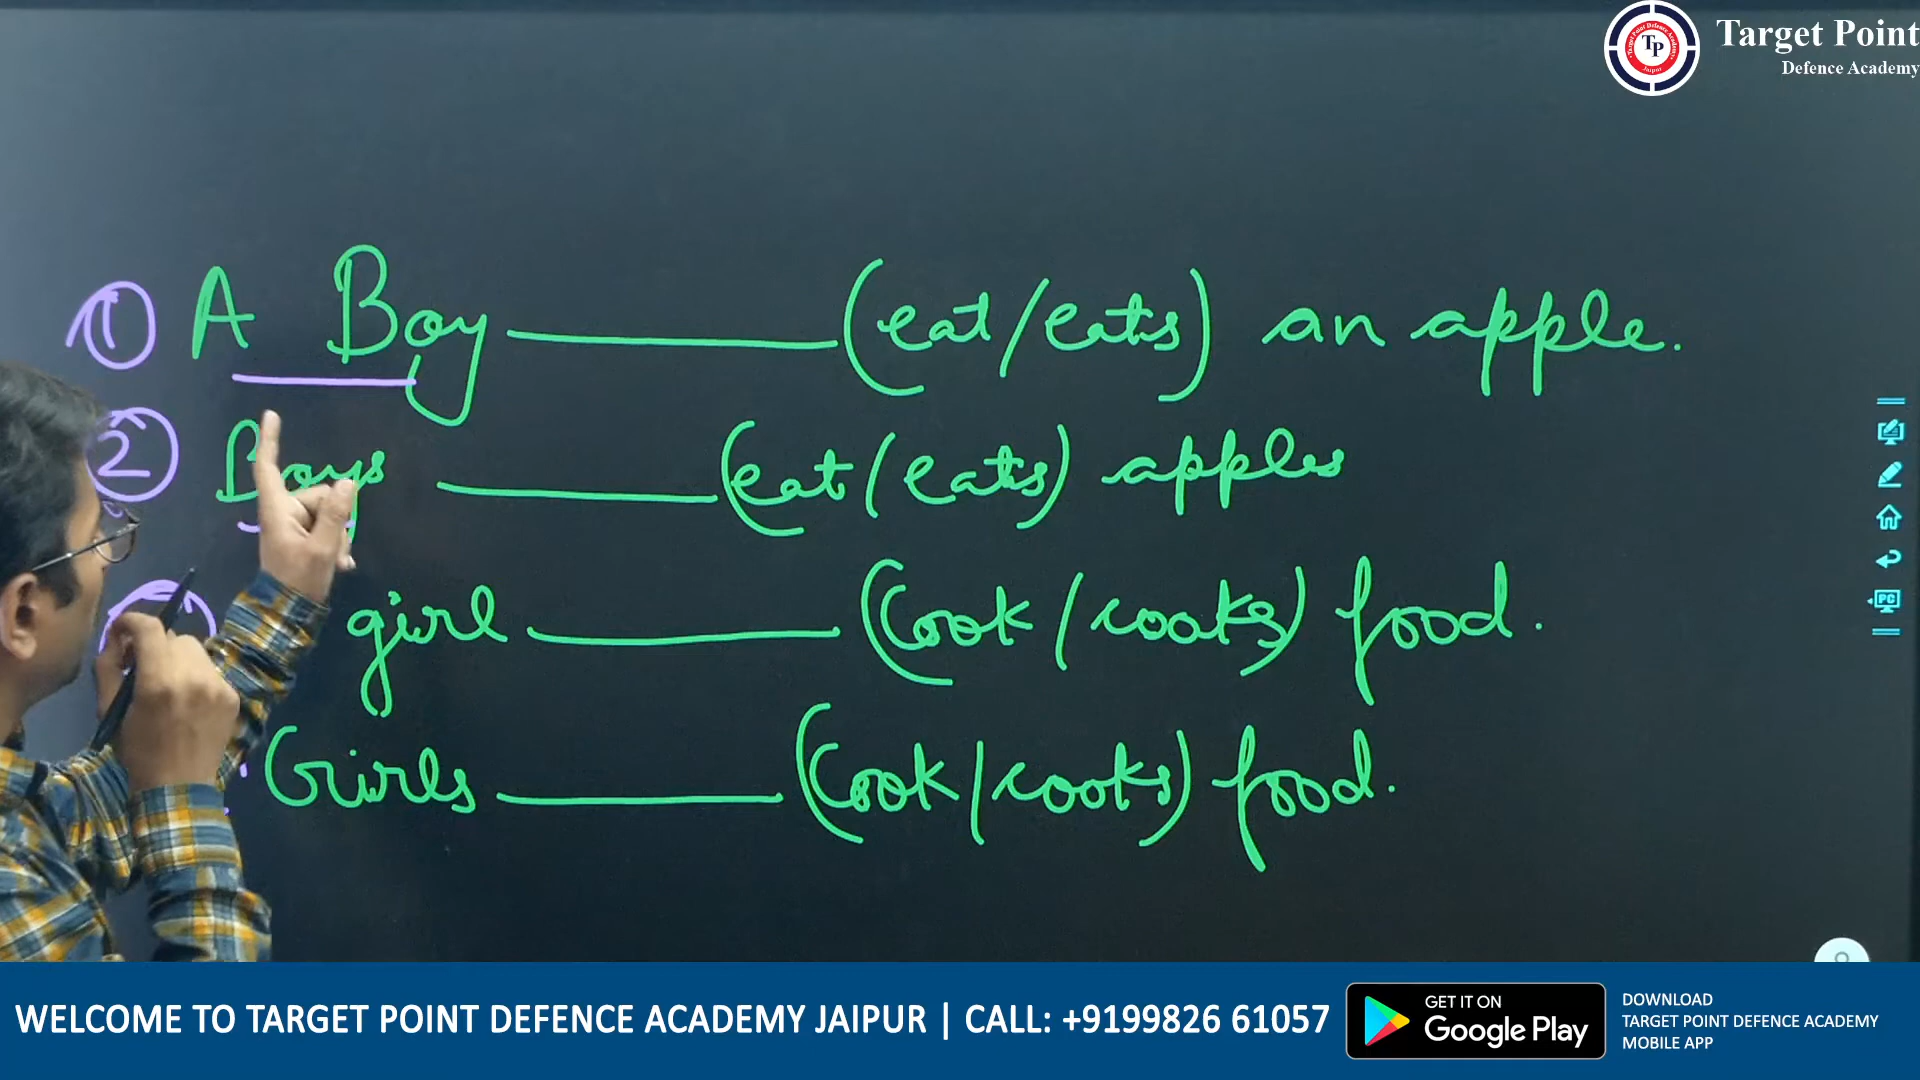 Target Point
Defence Academy
TP
① A Boy ______ (eat/eats) an apple.
② Boys ______ (eat/eats) apples
girl ______ (Cook/cooks) food.
Girls ______ (Cook/cooks) food.
PC
WELCOME TO TARGET POINT DEFENCE ACADEMY JAIPUR | CALL: +9199826 61057
GET IT ON
Google Play
DOWNLOAD
TARGET POINT DEFENCE ACADEMY
MOBILE APP